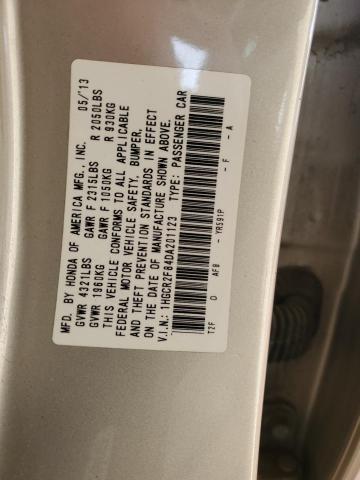 MFD. BY HONDA OF AMERICA MFG., INC. 05/'13
GVWR 4321LBS GAWR F 2315LBS R 2050LBS
GVWR 1960KG GAWR F 1050KG R 930KG
THIS VEHICLE CONFORMS TO ALL APPLICABLE
FEDERAL MOTOR VEHICLE SAFETY, BUMPER,
AND THEFT PREVENTION STANDARDS IN EFFECT
ON THE DATE OF MANUFACTURE SHOWN ABOVE.
V.I.N.: 1HGCR2F84DA201123 TYPE: PASSENGER CAR
T2F D AFB - YR591P - F - A